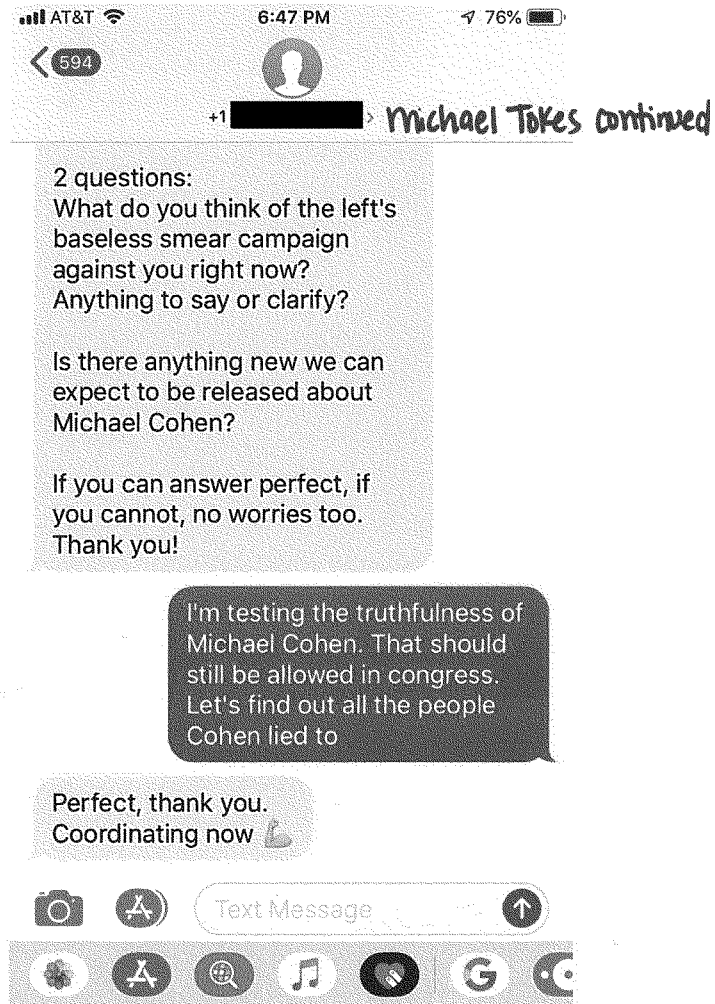 AT&T 6:47 PM 76%
594
+1 > Michael Tokes continued
2 questions:
What do you think of the left's
baseless smear campaign
against you right now?
Anything to say or clarify?
Is there anything new we can
expect to be released about
Michael Cohen?
If you can answer perfect, if
you cannot, no worries too.
Thank you!
I'm testing the truthfulness of
Michael Cohen. That should
still be allowed in congress.
Let's find out all the people
Cohen lied to
Perfect, thank you.
Coordinating now 💪
Text Message
G